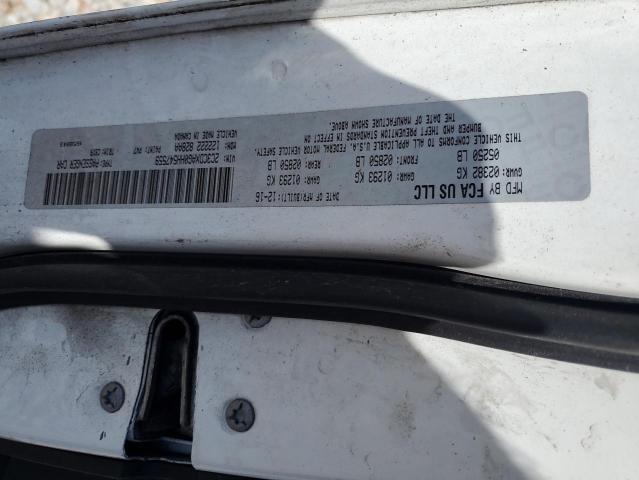 MFD BY FCA US LLC
DATE OF MFR/BUILT: 12-16
GVWR: 02382 KG
05250 LB
GAWR: 01293 KG
FRONT: 02850 LB
GAWR: 01293 KG
REAR: 02850 LB
THIS VEHICLE CONFORMS TO ALL APPLICABLE U.S.A. FEDERAL MOTOR VEHICLE SAFETY,
BUMPER AND THEFT PREVENTION STANDARDS IN EFFECT ON
THE DATE OF MANUFACTURE SHOWN ABOVE.
TYPE: PASSENGER CAR
PAINT: PW7
VEHICLE MADE IN CANADA